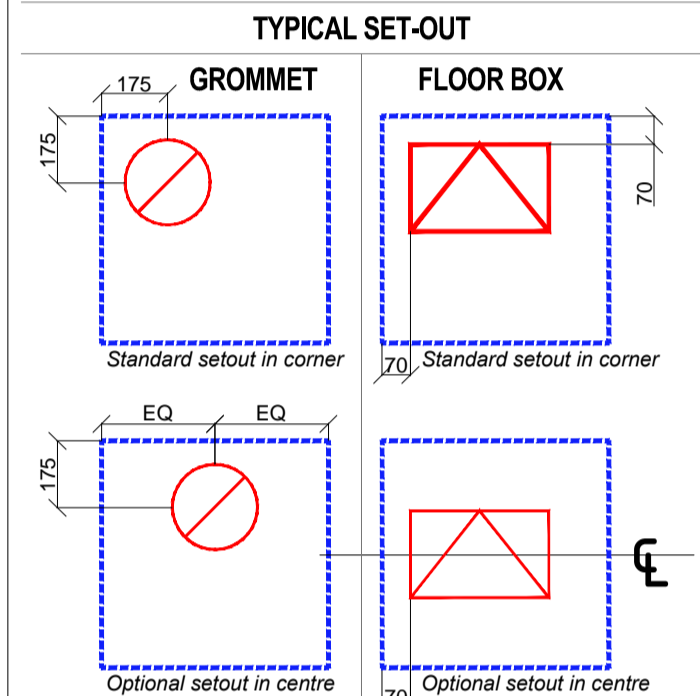 TYPICAL SET-OUT
GROMMET
FLOOR BOX
175
175
70
70
Standard setout in corner
Standard setout in corner
EQ
EQ
175
CL
70
Optional setout in centre
Optional setout in centre